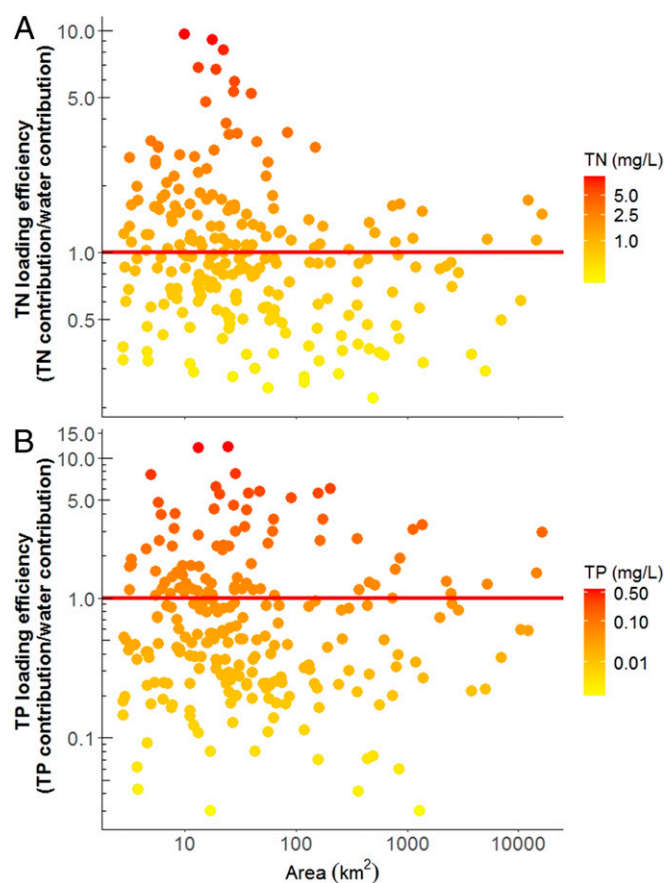 A
10.0
5.0
1.0
0.5
TN loading efficiency
(TN contribution/water contribution)
TN (mg/L)
5.0
2.5
1.0
B
15.0
10.0
1.0
0.1
TP loading efficiency
(TP contribution/water contribution)
TP (mg/L)
0.50
0.10
0.01
10
100
1000
10000
Area (km²)